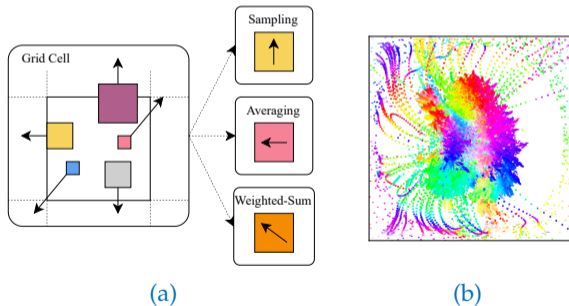 Grid Cell
Sampling
Averaging
Weighted-Sum
(a)
(b)